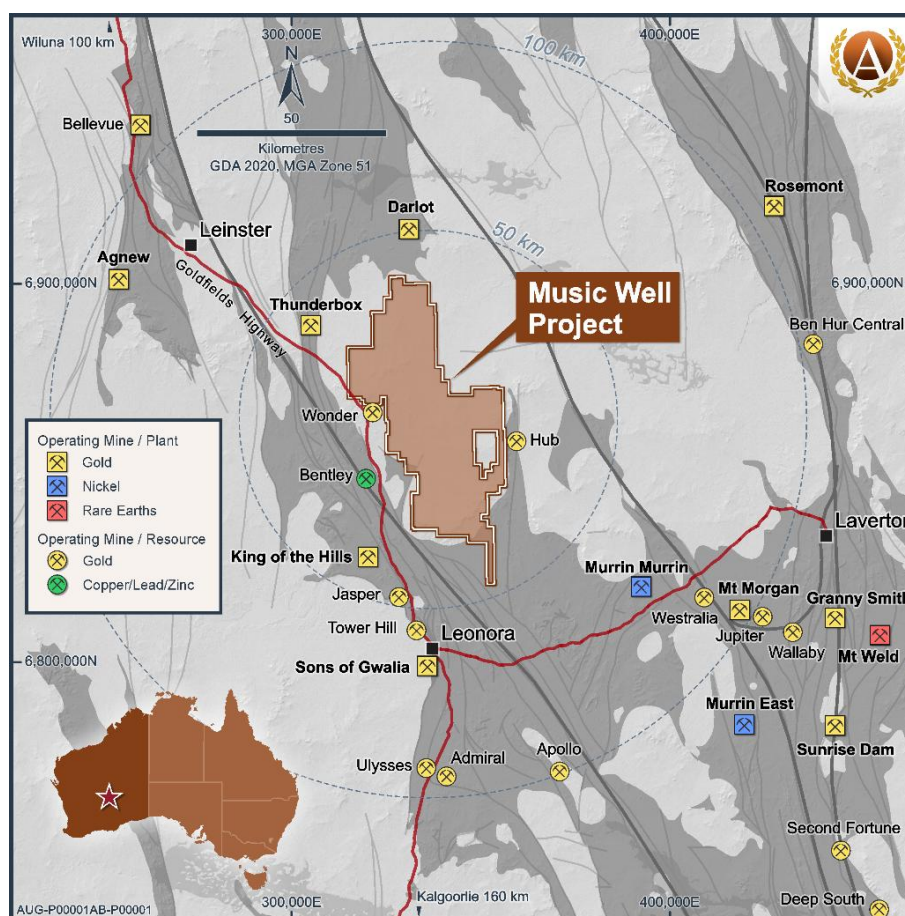 Wiluna 100 km
300,000E
400,000E
100 km
N
A
50
Kilometres
GDA 2020, MGA Zone 51
Bellevue
Rosemont
Darlot
Leinster
50 km
Agnew
Goldfields Highway
6,900,000N
6,900,000N
Thunderbox
Music Well
Project
Ben Hur Central
Wonder
Hub
Operating Mine / Plant
Gold
Nickel
Rare Earths
Operating Mine / Resource
Gold
Copper/Lead/Zinc
Bentley
Laverton
King of the Hills
Murrin Murrin
Jasper
Westralia
Mt Morgan
Granny Smith
Tower Hill
Jupiter
Wallaby
Leonora
Mt Weld
6,800,000N
Sons of Gwalia
Murrin East
Sunrise Dam
Ulysses
Admiral
Apollo
Second Fortune
AUG-P00001AB-P00001
300,000E
Kalgoorlie 160 km
400,000E
Deep South